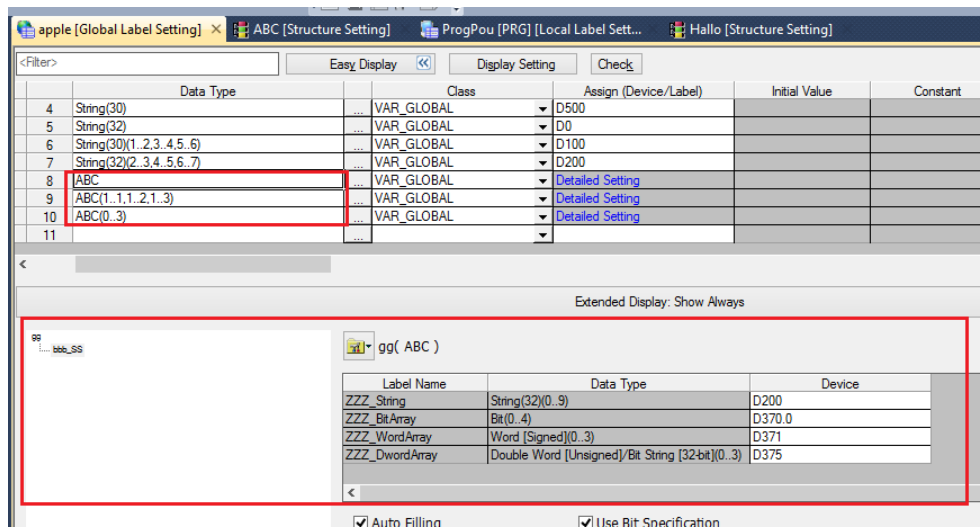 apple [Global Label Setting] × ABC [Structure Setting] × ProgPou [PRG] [Local Label Sett... × Hallo [Structure Setting] ×
<Filter> Easy Display Display Setting Check
Data Type Class Assign (Device/Label) Initial Value Constant
4 String(30) ... VAR_GLOBAL D500
5 String(32) ... VAR_GLOBAL D0
6 String(30)(1..2,3..4,5..6) ... VAR_GLOBAL D100
7 String(32)(2..3,4..5,6..7) ... VAR_GLOBAL D200
8 ABC ... VAR_GLOBAL Detailed Setting
9 ABC(1..1,1..2,1..3) ... VAR_GLOBAL Detailed Setting
10 ABC(0..3) ... VAR_GLOBAL Detailed Setting
11 ...
Extended Display: Show Always
gg
bbb_SS
gg( ABC )
Label Name Data Type Device
ZZZ_String String(32)(0..9) D200
ZZZ_BitArray Bit(0..4) D370.0
ZZZ_WordArray Word [Signed](0..3) D371
ZZZ_DwordArray Double Word [Unsigned]/Bit String [32-bit](0..3) D375
Auto Filling Use Bit Specification